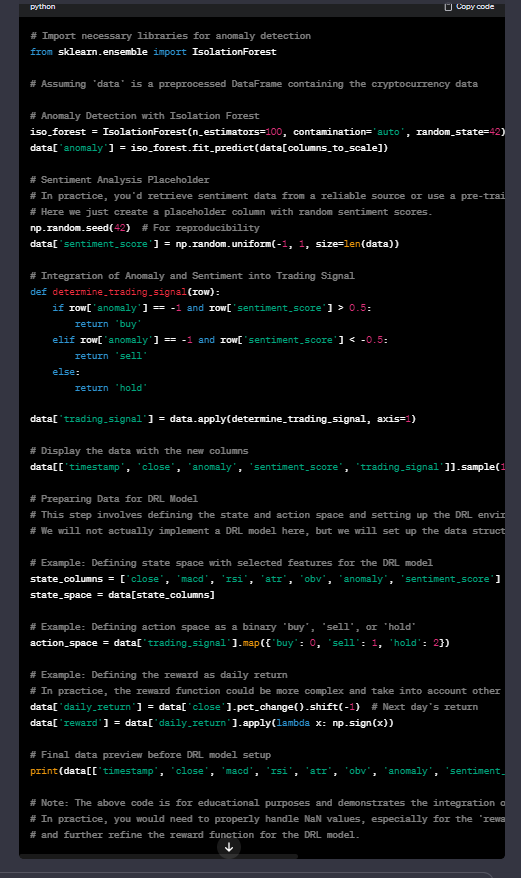 python
Copy code
# Import necessary libraries for anomaly detection
from sklearn.ensemble import IsolationForest
# Assuming 'data' is a preprocessed DataFrame containing the cryptocurrency data
# Anomaly Detection with Isolation Forest
iso_forest = IsolationForest(n_estimators=100, contamination='auto', random_state=42)
data['anomaly'] = iso_forest.fit_predict(data[columns_to_scale])
# Sentiment Analysis Placeholder
# In practice, you'd retrieve sentiment data from a reliable source or use a pre-trai
# Here we just create a placeholder column with random sentiment scores.
np.random.seed(42)  # For reproducibility
data['sentiment_score'] = np.random.uniform(-1, 1, size=len(data))
# Integration of Anomaly and Sentiment into Trading Signal
def determine_trading_signal(row):
    if row['anomaly'] == -1 and row['sentiment_score'] > 0.5:
        return 'buy'
    elif row['anomaly'] == -1 and row['sentiment_score'] < -0.5:
        return 'sell'
    else:
        return 'hold'
data['trading_signal'] = data.apply(determine_trading_signal, axis=1)
# Display the data with the new columns
data[['timestamp', 'close', 'anomaly', 'sentiment_score', 'trading_signal']].sample(1
# Preparing Data for DRL Model
# This step involves defining the state and action space and setting up the DRL envir
# We will not actually implement a DRL model here, but we will set up the data struct
# Example: Defining state space with selected features for the DRL model
state_columns = ['close', 'macd', 'rsi', 'atr', 'obv', 'anomaly', 'sentiment_score']
state_space = data[state_columns]
# Example: Defining action space as a binary 'buy', 'sell', or 'hold'
action_space = data['trading_signal'].map({'buy': 0, 'sell': 1, 'hold': 2})
# Example: Defining the reward as daily return
# In practice, the reward function could be more complex and take into account other
data['daily_return'] = data['close'].pct_change().shift(-1)  # Next day's return
data['reward'] = data['daily_return'].apply(lambda x: np.sign(x))
# Final data preview before DRL model setup
print(data[['timestamp', 'close', 'macd', 'rsi', 'atr', 'obv', 'anomaly', 'sentiment_
# Note: The above code is for educational purposes and demonstrates the integration o
# In practice, you would need to properly handle NaN values, especially for the 'rewa
# and further refine the reward function for the DRL model.